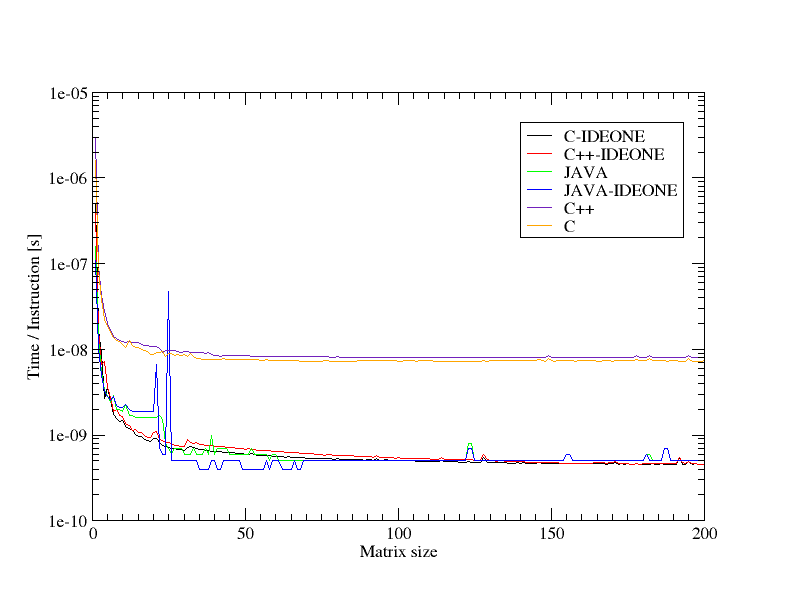 1e-05
1e-06
1e-07
1e-08
1e-09
1e-10
Time / Instruction [s]
C-IDEONE
C++-IDEONE
JAVA
JAVA-IDEONE
C++
C
0 50 100 150 200
Matrix size